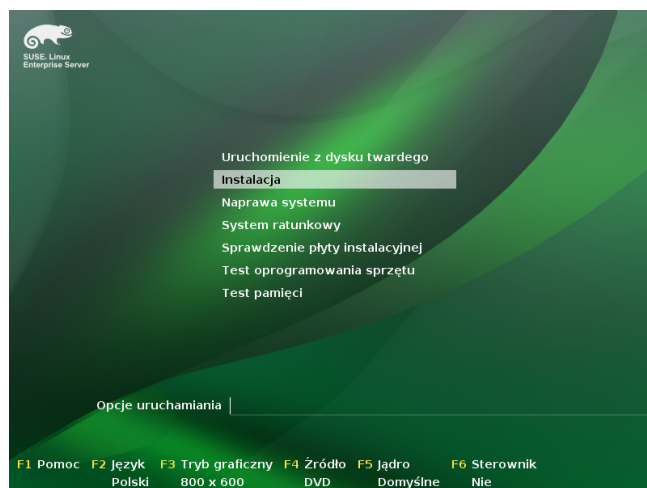 SUSE. Linux
Enterprise Server
Uruchomienie z dysku twardego
Instalacja
Naprawa systemu
System ratunkowy
Sprawdzenie płyty instalacyjnej
Test oprogramowania sprzętu
Test pamięci
Opcje uruchamiania
F1 Pomoc F2 Język F3 Tryb graficzny F4 Źródło F5 Jądro F6 Sterownik
Polski 800 x 600 DVD Domyślne Nie